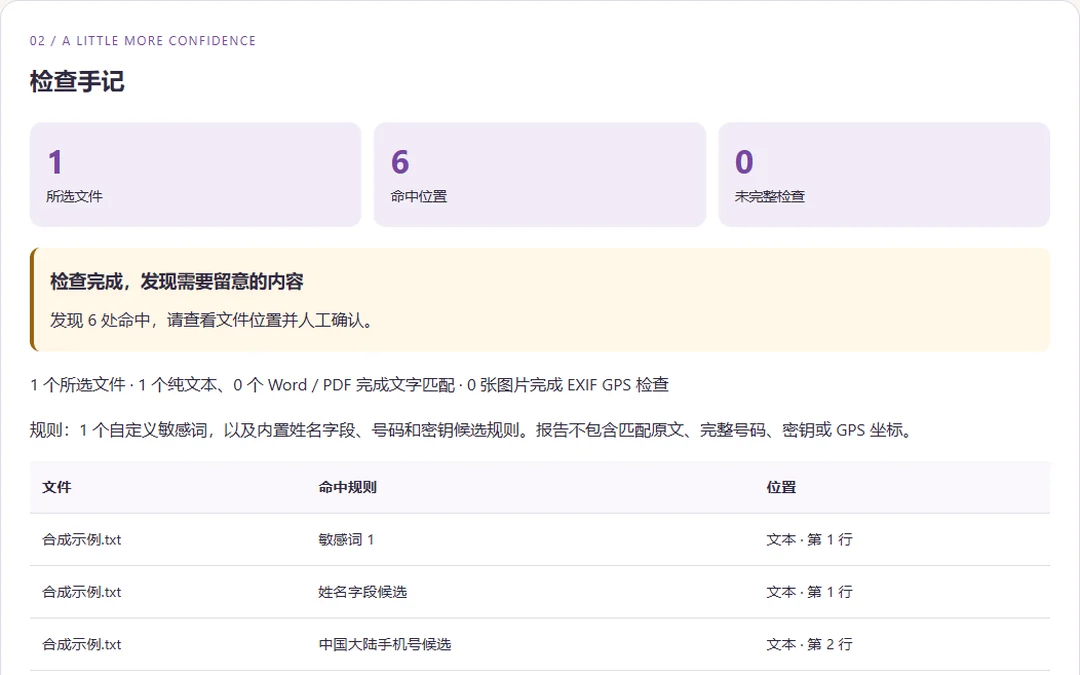 02 / A LITTLE MORE CONFIDENCE
检查手记
1
所选文件
6
命中位置
0
未完整检查
检查完成，发现需要留意的内容
发现 6 处命中，请查看文件位置并人工确认。
1 个所选文件 · 1 个纯文本、0 个 Word / PDF 完成文字匹配 · 0 张图片完成 EXIF GPS 检查
规则：1 个自定义敏感词，以及内置姓名字段、号码和密钥候选规则。报告不包含匹配原文、完整号码、密钥或 GPS 坐标。
文件 命中规则 位置
合成示例.txt 敏感词 1 文本 · 第 1 行
合成示例.txt 姓名字段候选 文本 · 第 1 行
合成示例.txt 中国大陆手机号候选 文本 · 第 2 行